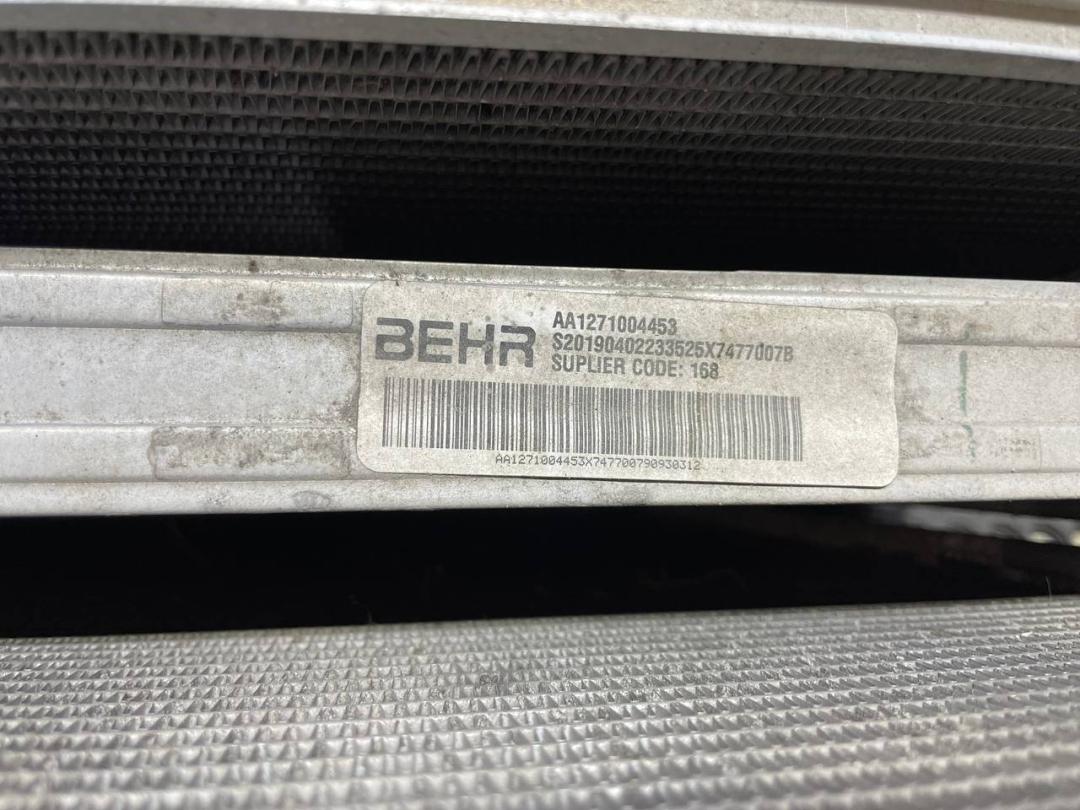 BEHR
AA1271004453
S20190402233525X7477007B
SUPLIER CODE: 168
AA1271004453X747700790930312